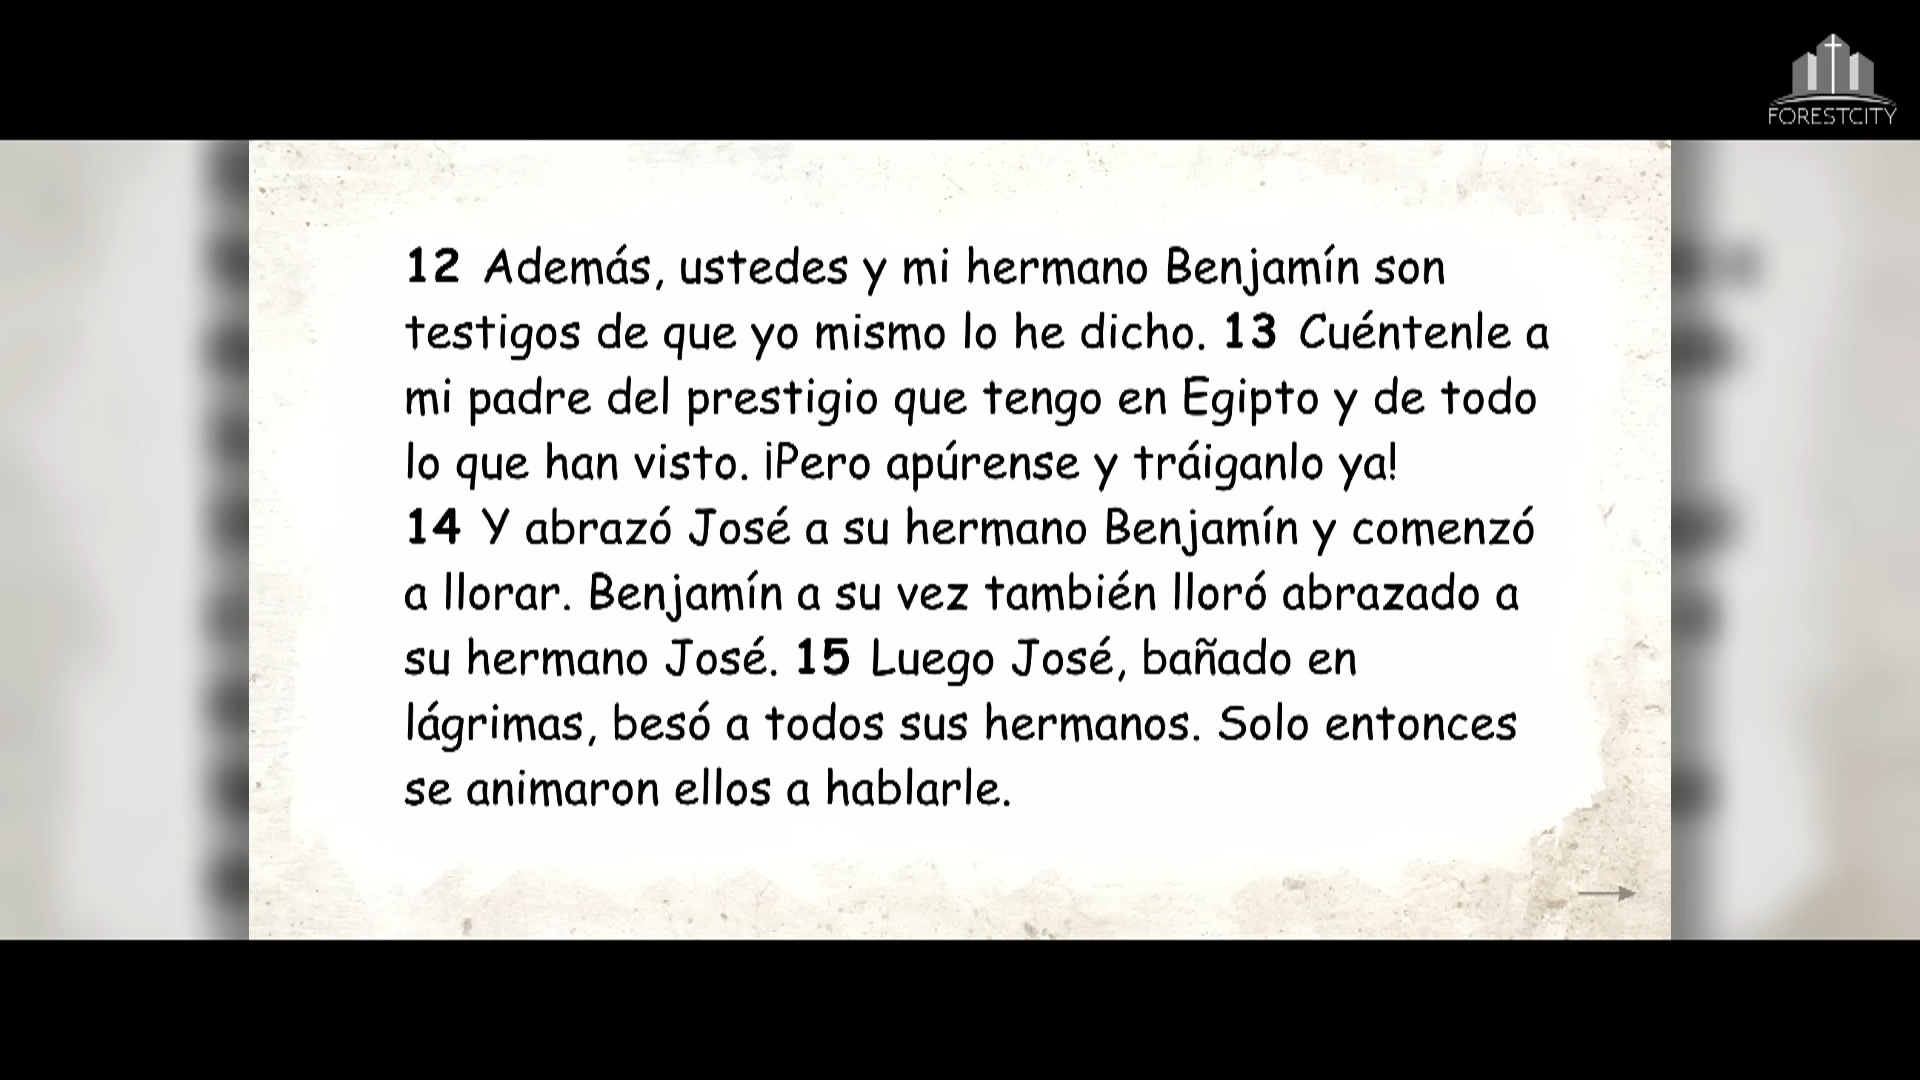 FORESTCITY
12 Además, ustedes y mi hermano Benjamín son
testigos de que yo mismo lo he dicho. 13 Cuéntenle a
mi padre del prestigio que tengo en Egipto y de todo
lo que han visto. ¡Pero apúrense y tráiganlo ya!
14 Y abrazó José a su hermano Benjamín y comenzó
a llorar. Benjamín a su vez también lloró abrazado a
su hermano José. 15 Luego José, bañado en
lágrimas, besó a todos sus hermanos. Solo entonces
se animaron ellos a hablarle.